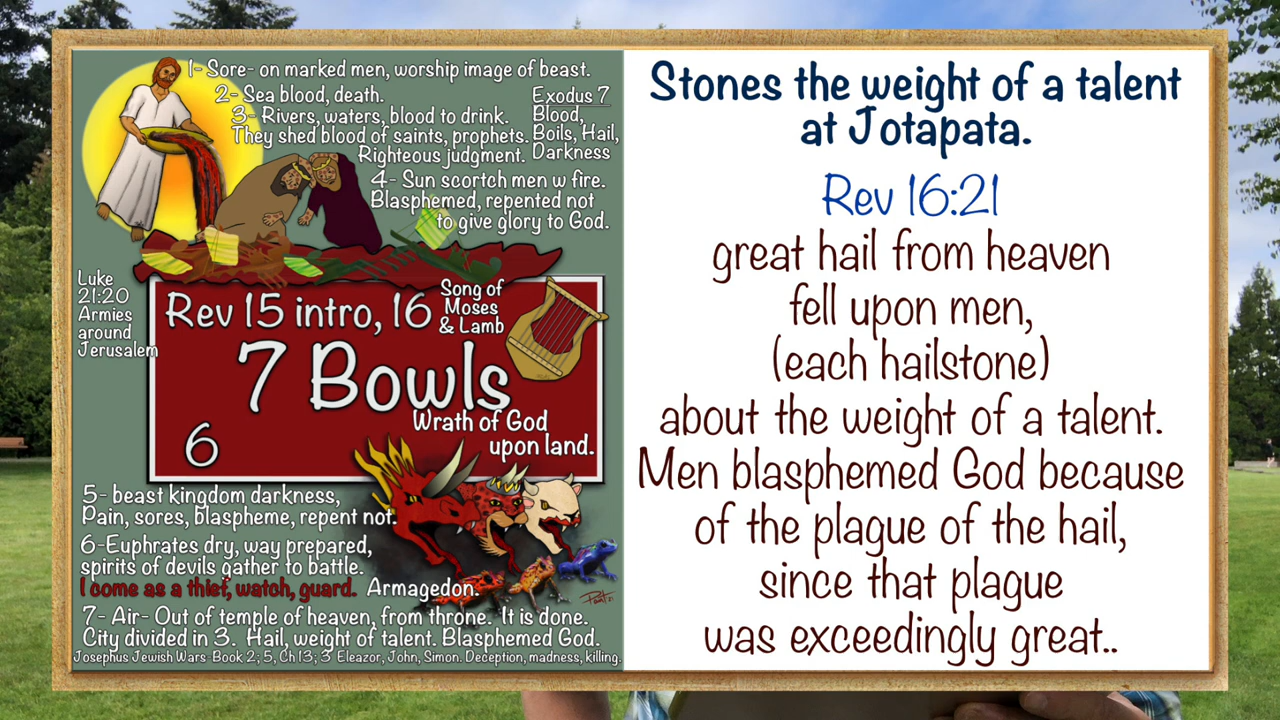 1- Sore- on marked men, worship image of beast.
2- Sea blood, death.
3- Rivers, waters, blood to drink.
They shed blood of saints, prophets.
Righteous judgment.
Exodus 7
Blood,
Boils, Hail,
Darkness
4- Sun scorch men w fire.
Blasphemed, repented not
to give glory to God.
Luke
21:20
Armies
around
Jerusalem
Rev 15 intro, 16
Song of
Moses
& Lamb
7 Bowls
Wrath of God
upon land.
6
5- beast kingdom darkness,
Pain, sores, blaspheme, repent not.
6-Euphrates dry, way prepared,
spirits of devils gather to battle.
I come as a thief, watch, guard. Armagedon.
7- Air- Out of temple of heaven, from throne. It is done.
City divided in 3. Hail, weight of talent. Blasphemed God.
Josephus Jewish Wars Book 2; 5, Ch 13; 3 Eleazor, John, Simon. Deception, madness, killing.
Stones the weight of a talent
at Jotapata.
Rev 16:21
great hail from heaven
fell upon men,
(each hailstone)
about the weight of a talent.
Men blasphemed God because
of the plague of the hail,
since that plague
was exceedingly great..